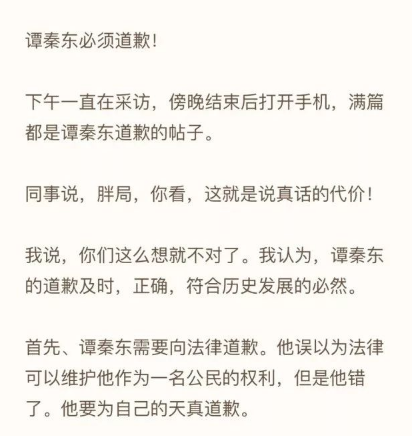 谭秦东必须道歉！
下午一直在采访，傍晚结束后打开手机，满篇
都是谭秦东道歉的帖子。
同事说，胖局，你看，这就是说真话的代价！
我说，你们这么想就不对了。我认为，谭秦东
的道歉及时，正确，符合历史发展的必然。
首先、谭秦东需要向法律道歉。他误以为法律
可以维护他作为一名公民的权利，但是他错
了。他要为自己的天真道歉。